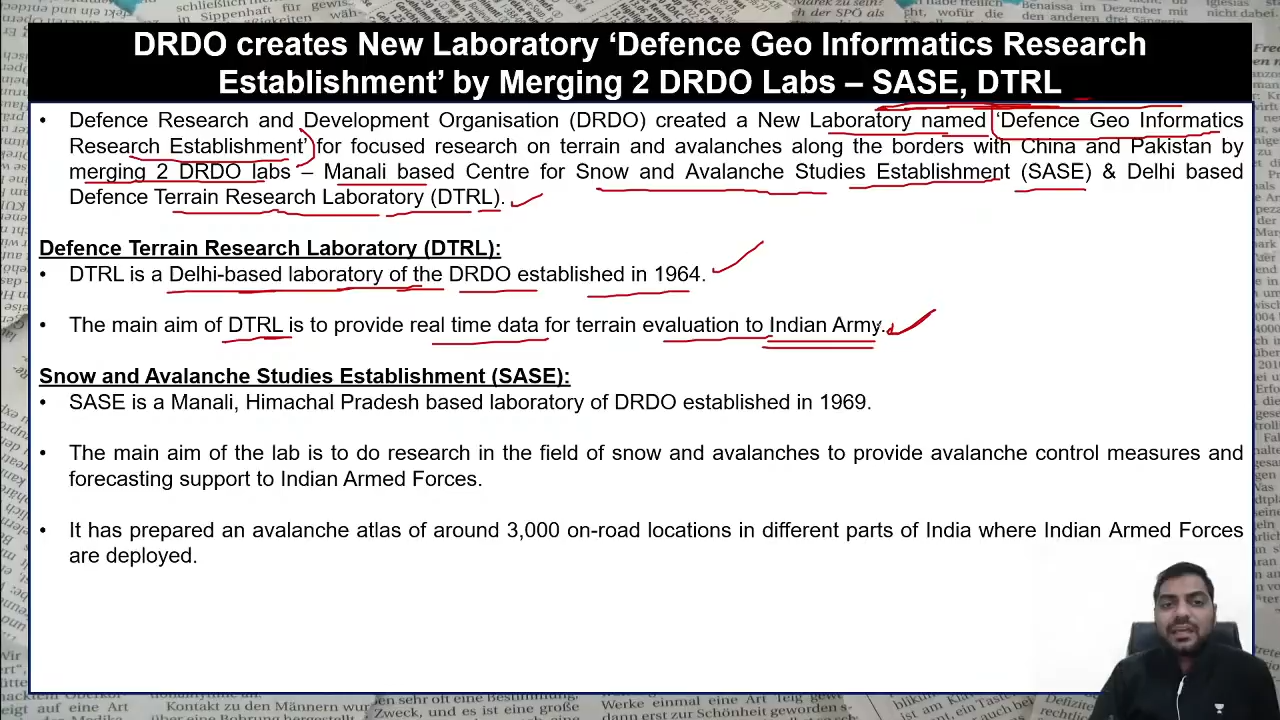 DRDO creates New Laboratory ‘Defence Geo Informatics Research
Establishment’ by Merging 2 DRDO Labs – SASE, DTRL
• Defence Research and Development Organisation (DRDO) created a New Laboratory named ‘Defence Geo Informatics
Research Establishment’ for focused research on terrain and avalanches along the borders with China and Pakistan by
merging 2 DRDO labs – Manali based Centre for Snow and Avalanche Studies Establishment (SASE) & Delhi based
Defence Terrain Research Laboratory (DTRL).
Defence Terrain Research Laboratory (DTRL):
• DTRL is a Delhi-based laboratory of the DRDO established in 1964.
• The main aim of DTRL is to provide real time data for terrain evaluation to Indian Army.
Snow and Avalanche Studies Establishment (SASE):
• SASE is a Manali, Himachal Pradesh based laboratory of DRDO established in 1969.
• The main aim of the lab is to do research in the field of snow and avalanches to provide avalanche control measures and
forecasting support to Indian Armed Forces.
• It has prepared an avalanche atlas of around 3,000 on-road locations in different parts of India where Indian Armed Forces
are deployed.